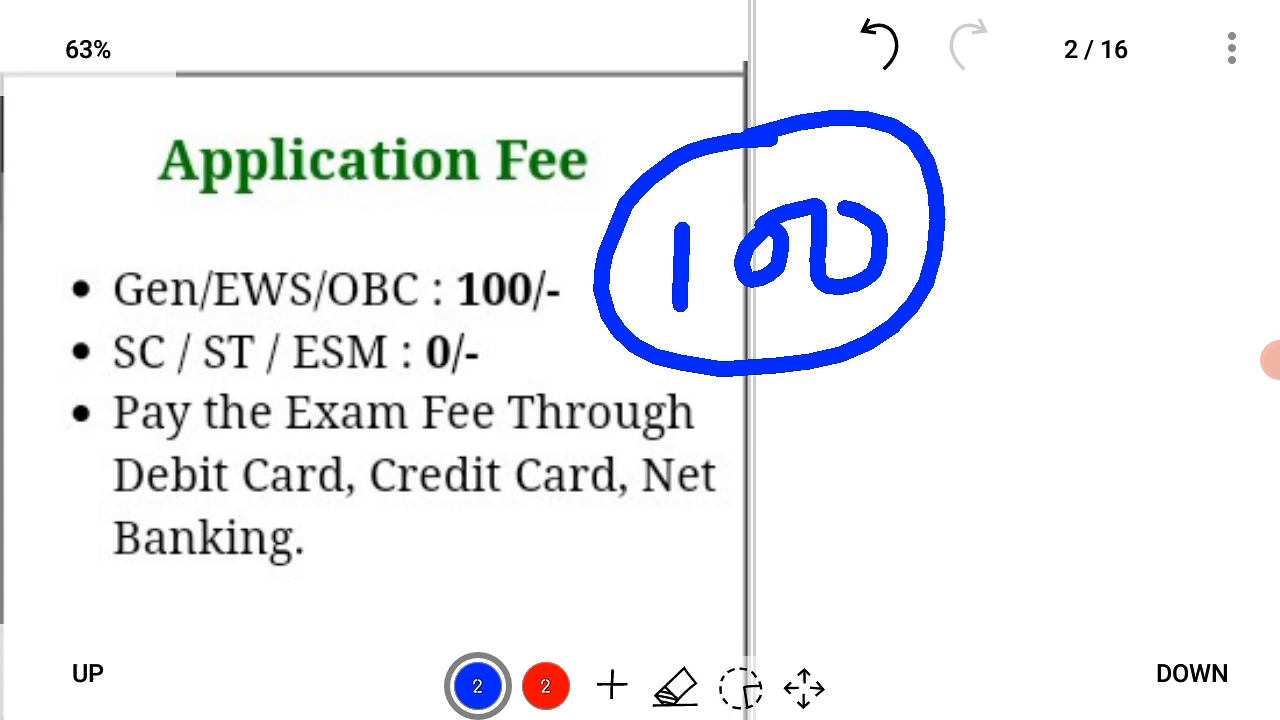 63%
2 / 16
Application Fee
100
• Gen/EWS/OBC : 100/-
• SC / ST / ESM : 0/-
• Pay the Exam Fee Through
Debit Card, Credit Card, Net
Banking.
UP
2
2
DOWN